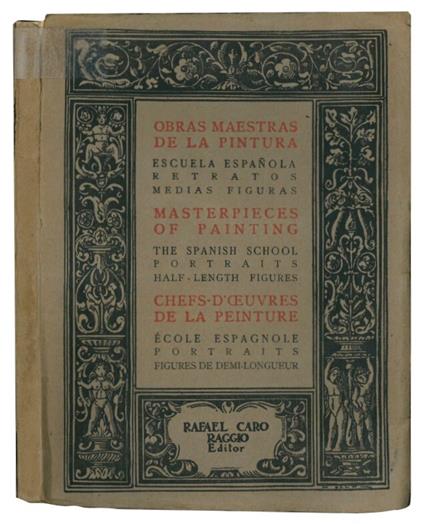 OBRAS MAESTRAS
DE LA PINTURA
ESCUELA ESPAÑOLA
RETRATOS
MEDIAS FIGURAS
MASTERPIECES
OF PAINTING
THE SPANISH SCHOOL
PORTRAITS
HALF-LENGTH FIGURES
CHEFS-D'ŒUVRES
DE LA PEINTURE
ÉCOLE ESPAGNOLE
PORTRAITS
FIGURES DE DEMI-LONGUEUR
RAFAEL CARO
RAGGIO
Editor